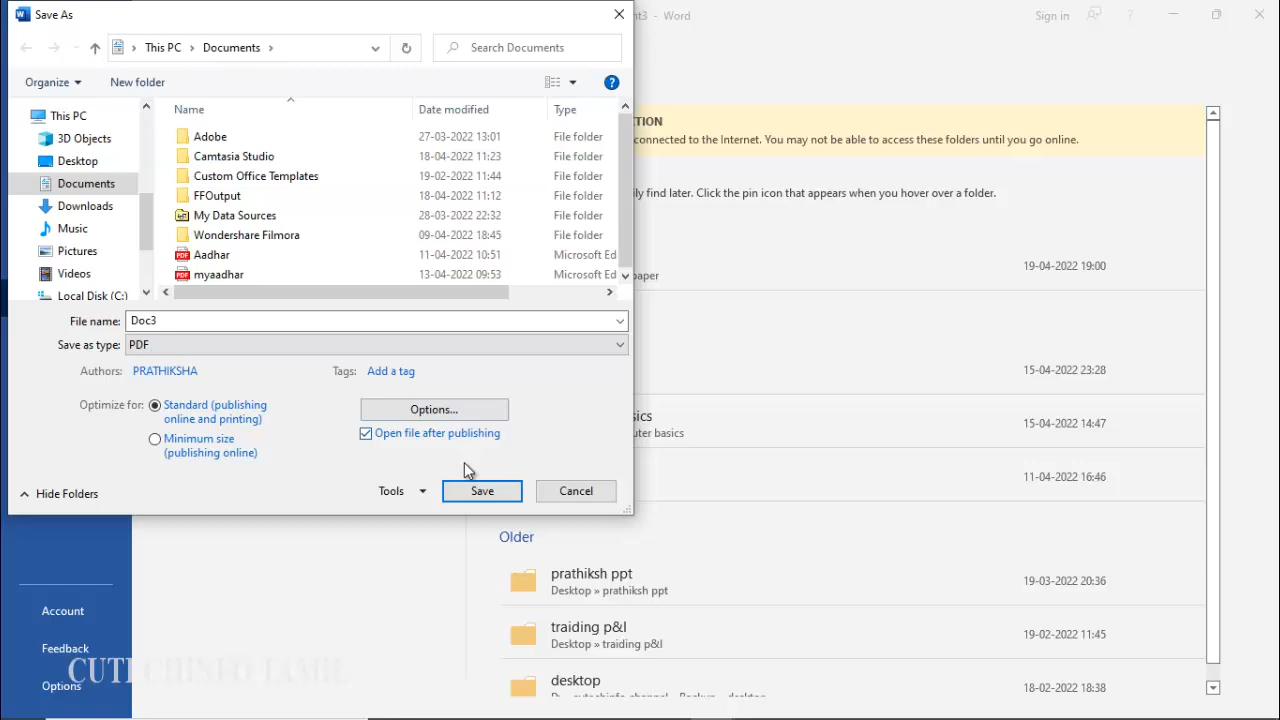 Save As
nt3 - Word
Sign in
This PC > Documents >
Search Documents
Organize
New folder
This PC
3D Objects
Desktop
Documents
Downloads
Music
Pictures
Videos
Local Disk (C:)
Name Date modified Type
Adobe 27-03-2022 13:01 File folder
Camtasia Studio 18-04-2022 11:23 File folder
Custom Office Templates 19-02-2022 11:44 File folder
FFOutput 18-04-2022 11:12 File folder
My Data Sources 28-03-2022 22:32 File folder
Wondershare Filmora 09-04-2022 18:45 File folder
Aadhar 11-04-2022 10:51 Microsoft Ed
myaadhar 13-04-2022 09:53 Microsoft Ed
File name: Doc3
Save as type: PDF
Authors: PRATHIKSHA Tags: Add a tag
Optimize for: Standard (publishing
online and printing)
Minimum size
(publishing online)
Options...
Open file after publishing
Hide Folders
Tools Save Cancel
TION
connected to the Internet. You may not be able to access these folders until you go online.
ly find later. Click the pin icon that appears when you hover over a folder.
19-04-2022 19:00
paper
15-04-2022 23:28
sics
uter basics
15-04-2022 14:47
11-04-2022 16:46
Older
prathiksh ppt
Desktop » prathiksh ppt
19-03-2022 20:36
traiding p&l
Desktop » traiding p&l
19-02-2022 11:45
desktop
18-02-2022 18:38
Account
Feedback
Options
CUTECHINFO TAMIL